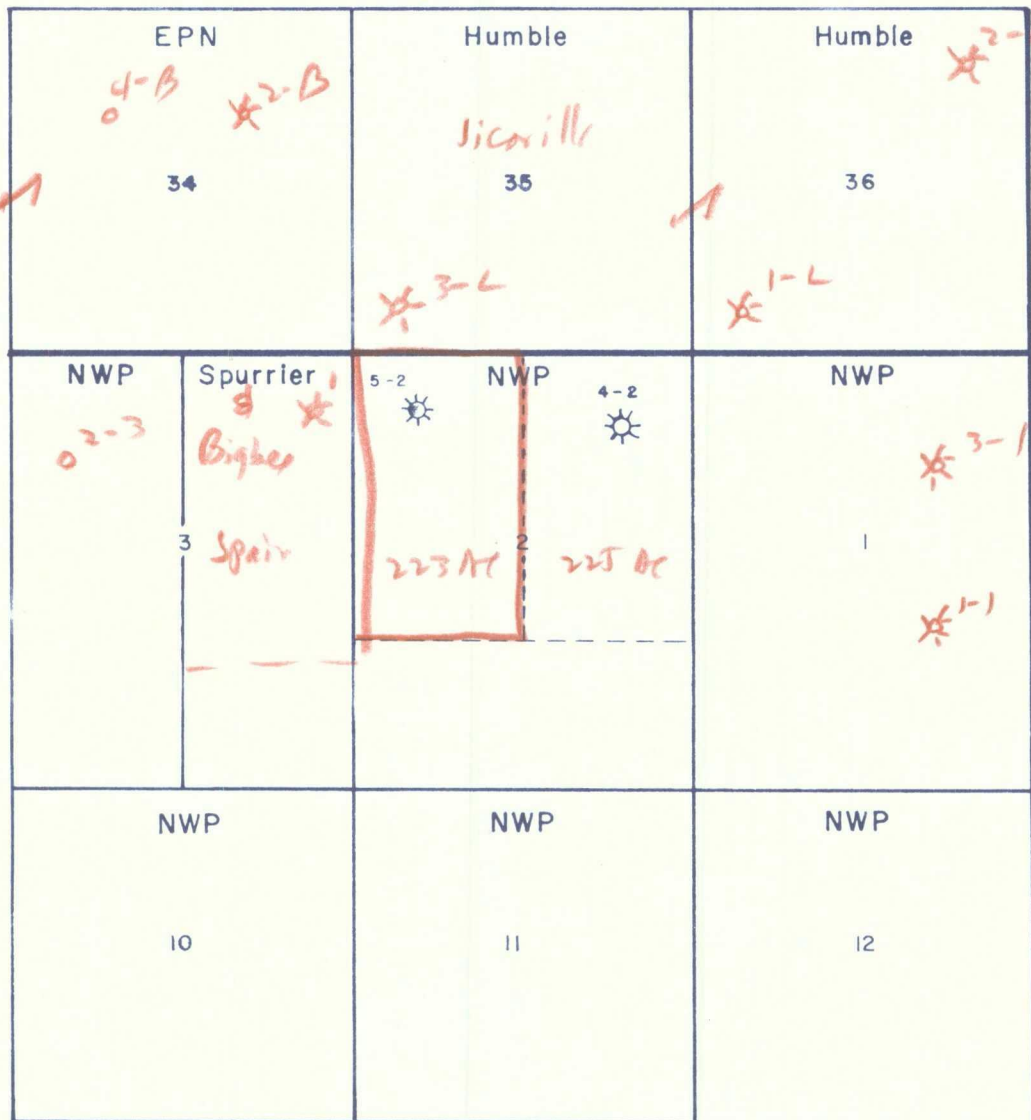 EPN
4-B
2-B
34
Humble
Jicarilla
35
3-L
Humble
2-
36
1-L
NWP
2-3
3
Spurrier
&
1
Spair
NWP
5-2
4-2
2
223 AC
225 AC
NWP
3-1
1
1-1
NWP
10
NWP
11
NWP
12